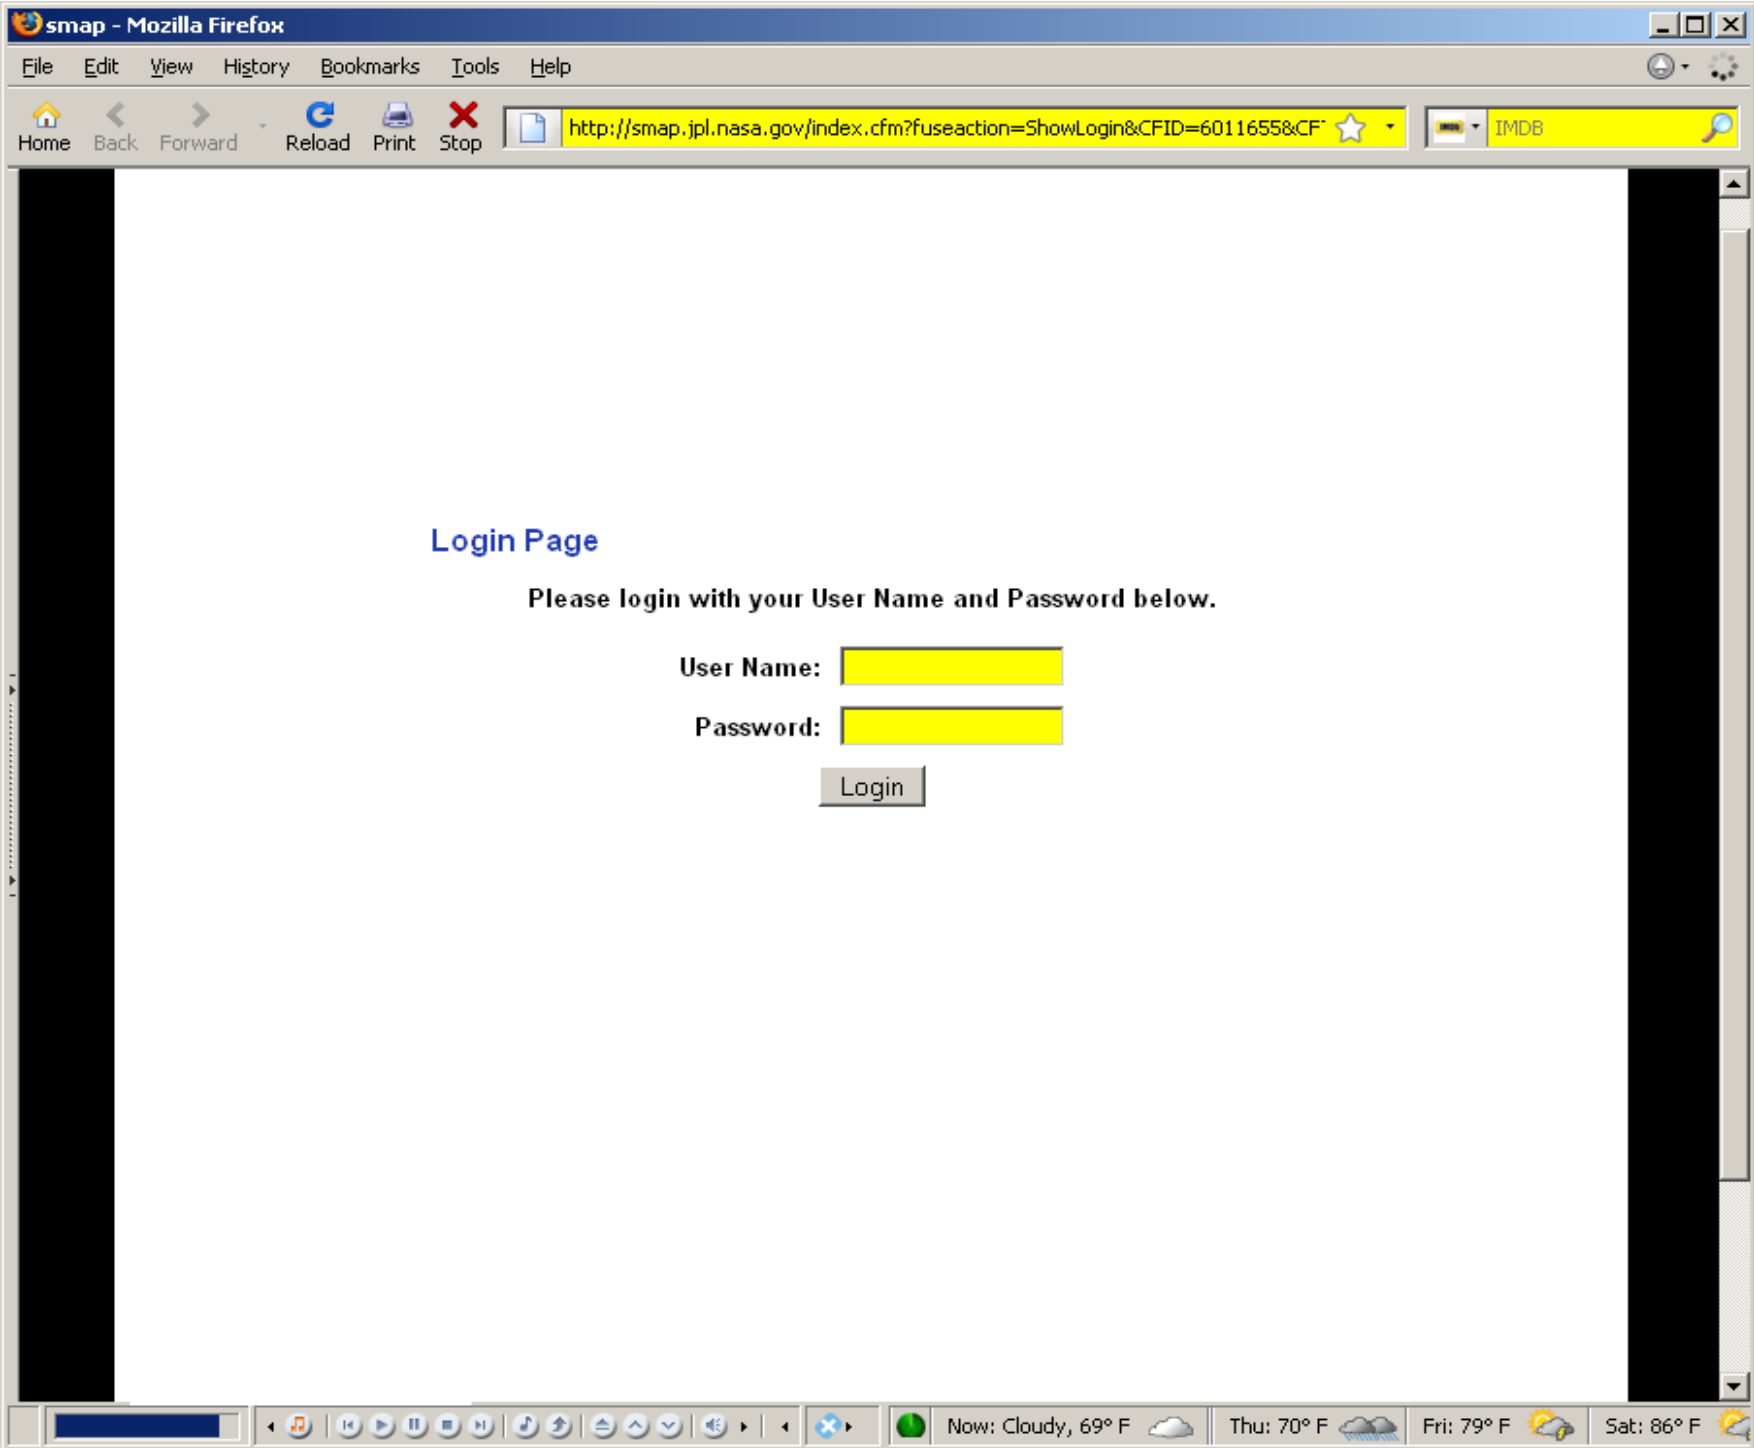 smap - Mozilla Firefox
File Edit View History Bookmarks Tools Help
Home Back Forward Reload Print Stop http://smap.jpl.nasa.gov/index.cfm?fuseaction=ShowLogin&CFID=6011655&CF IMDB
Login Page
Please login with your User Name and Password below.
User Name:
Password:
Login
Now: Cloudy, 69° F Thu: 70° F Fri: 79° F Sat: 86° F